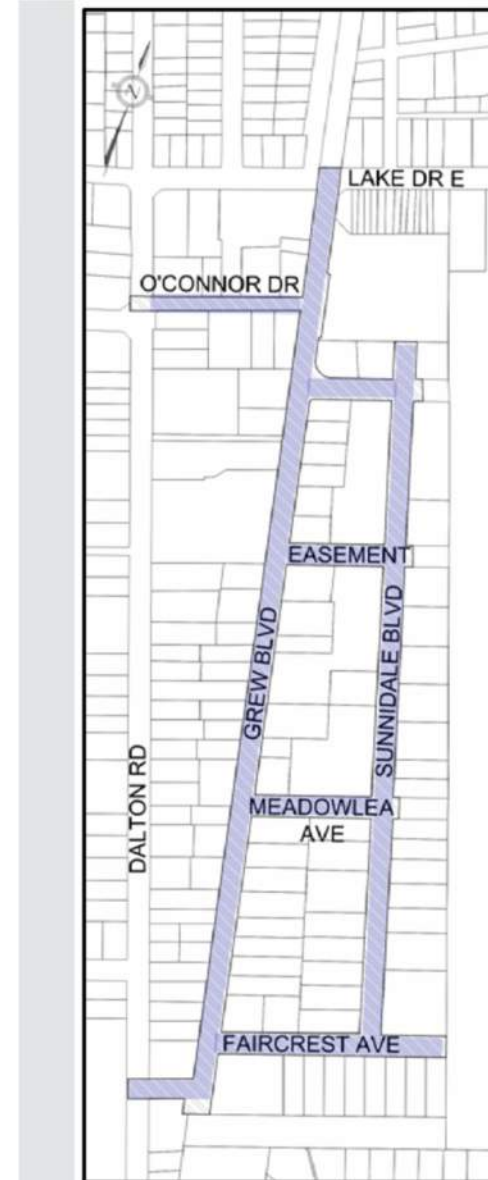 N
LAKE DR E
O'CONNOR DR
EASEMENT
GREW BLVD
SUNNIDALE BLVD
DALTON RD
MEADOWLEA
AVE
FAIRCREST AVE